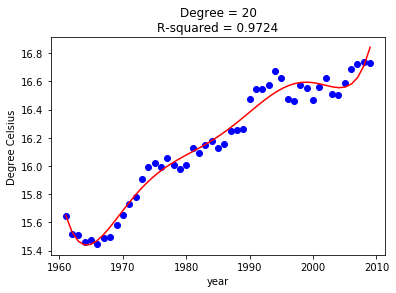 Degree = 20
R-squared = 0.9724
Degree Celsius
16.8
16.6
16.4
16.2
16.0
15.8
15.6
15.4
1960 1970 1980 1990 2000 2010
year